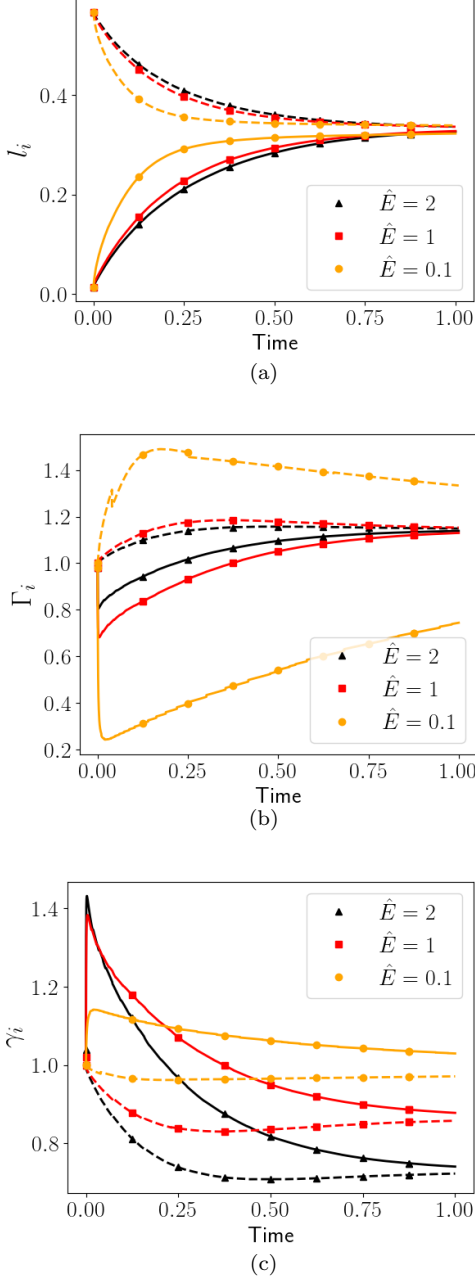 0.4
0.2
0.0
l_i
Ê = 2
Ê = 1
Ê = 0.1
0.00 0.25 0.50 0.75 1.00
Time
(a)
1.4
1.2
1.0
0.8
0.6
0.4
0.2
Γ_i
Ê = 2
Ê = 1
Ê = 0.1
0.00 0.25 0.50 0.75 1.00
Time
(b)
1.4
1.2
1.0
0.8
γ_i
Ê = 2
Ê = 1
Ê = 0.1
0.00 0.25 0.50 0.75 1.00
Time
(c)